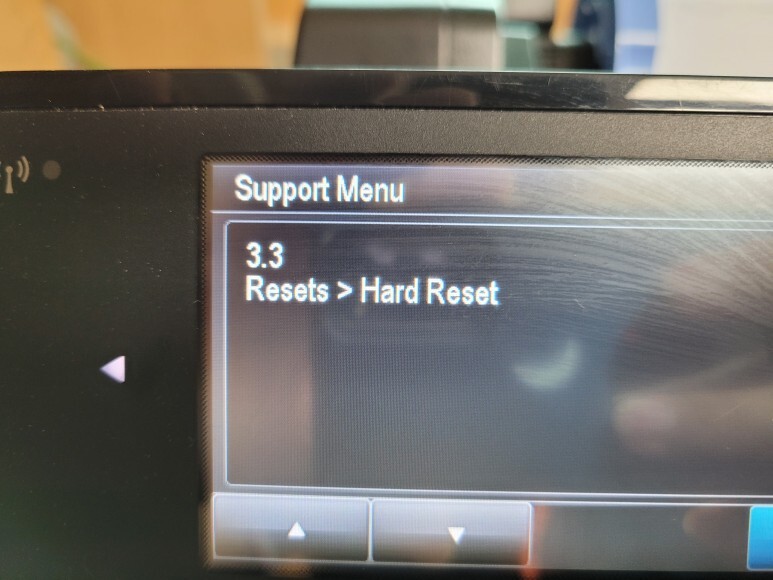 Support Menu
3.3
Resets > Hard Reset